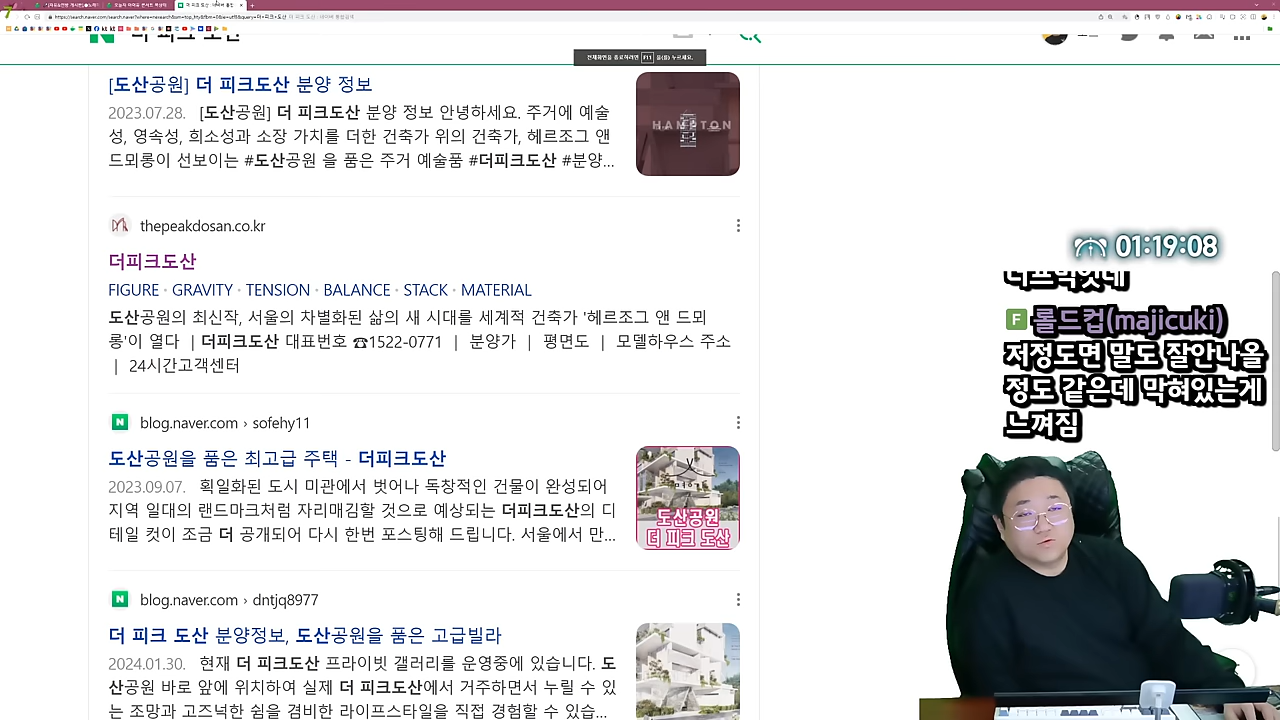 더 피크 도산
전체화면을 종료하려면 F11 을(를) 누르세요.
[도산공원] 더 피크도산 분양 정보
2023.07.28. [도산공원] 더 피크도산 분양 정보 안녕하세요. 주거에 예술
성, 영속성, 희소성과 소장 가치를 더한 건축가 위의 건축가, 헤르조그 앤
드뫼롱이 선보이는 #도산공원 을 품은 주거 예술품 #더피크도산 #분양...
HAMPTON
thepeakdosan.co.kr
더피크도산
FIGURE · GRAVITY · TENSION · BALANCE · STACK · MATERIAL
도산공원의 최신작, 서울의 차별화된 삶의 새 시대를 세계적 건축가 '헤르조그 앤 드뫼
롱'이 열다 | 더피크도산 대표번호 ☎1522-0771 | 분양가 | 평면도 | 모델하우스 주소
| 24시간고객센터
blog.naver.com › sofehy11
도산공원을 품은 최고급 주택 - 더피크도산
2023.09.07. 획일화된 도시 미관에서 벗어나 독창적인 건물이 완성되어
지역 일대의 랜드마크처럼 자리매김할 것으로 예상되는 더피크도산의 디
테일 컷이 조금 더 공개되어 다시 한번 포스팅해 드립니다. 서울에서 만...
도산공원
더 피크 도산
blog.naver.com › dntjq8977
더 피크 도산 분양정보, 도산공원을 품은 고급빌라
2024.01.30. 현재 더 피크도산 프라이빗 갤러리를 운영중에 있습니다. 도
산공원 바로 앞에 위치하여 실제 더 피크도산에서 거주하면서 누릴 수 있
는 조망과 고즈넉한 쉼을 겸비한 라이프스타일을 직접 경험할 수 있습...
01:19:08
F 롤드컵(majicuki)
저정도면 말도 잘안나올
정도 같은데 막혀있는게
느껴짐